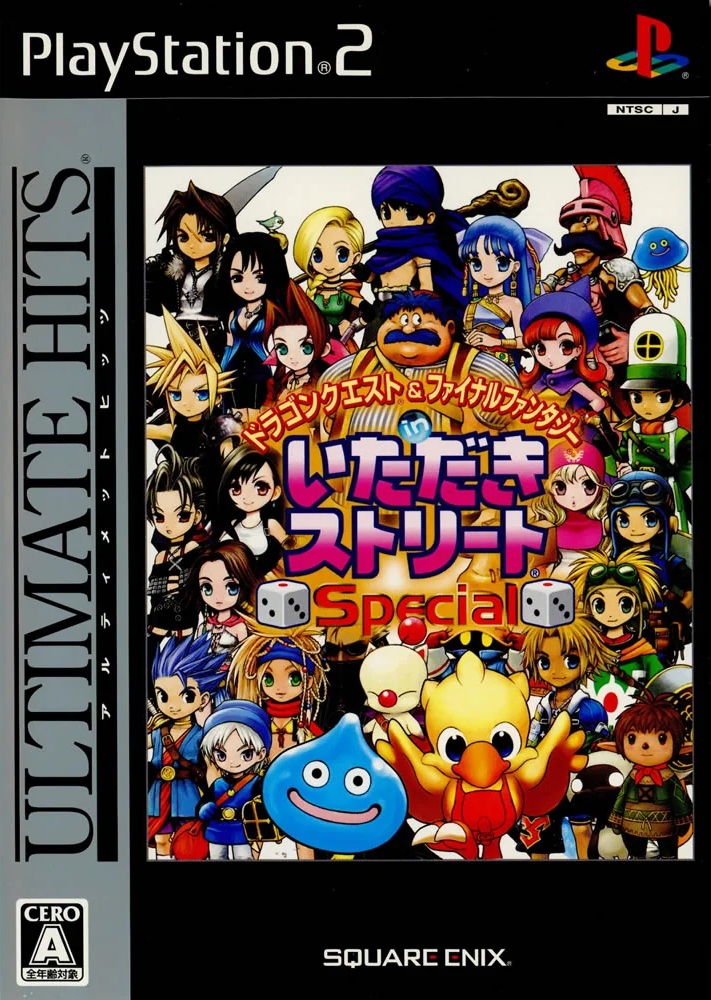 PlayStation®2
NTSC J
ULTIMATE HITS®
アルティメットヒッツ
ドラゴンクエスト&ファイナルファンタジー
in
いただき
ストリート®
Special
CERO
A
全年齢対象
SQUARE ENIX®